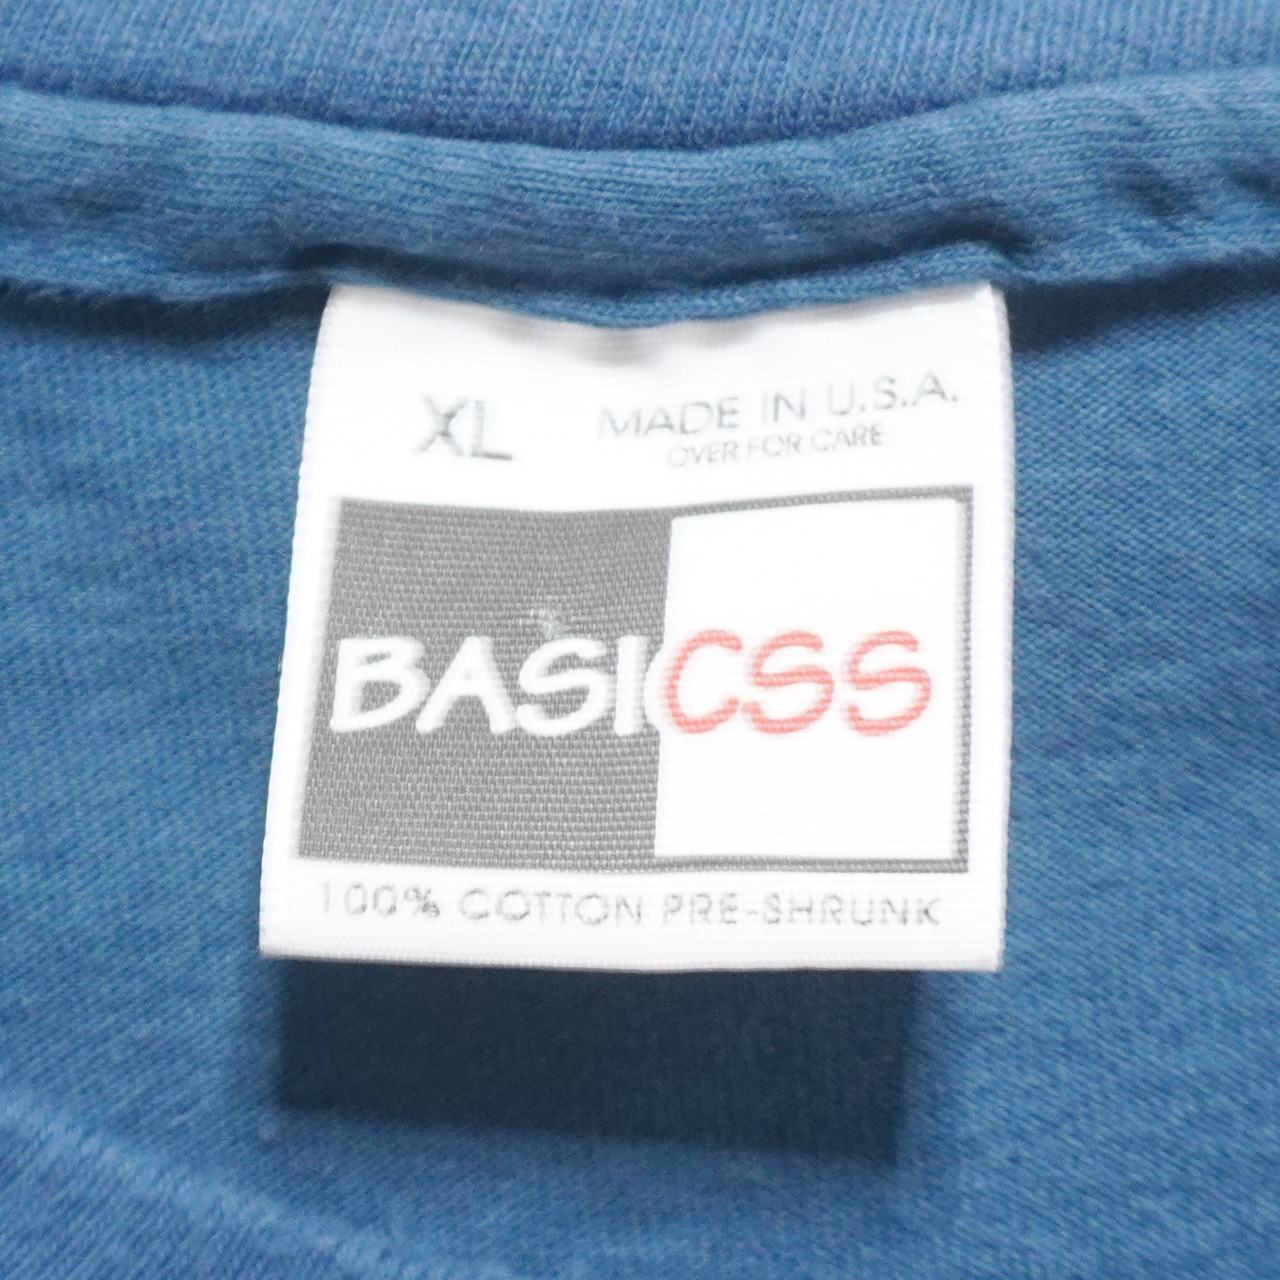 XL MADE IN U.S.A.
OVER FOR CARE
BASICSS
100% COTTON PRE-SHRUNK